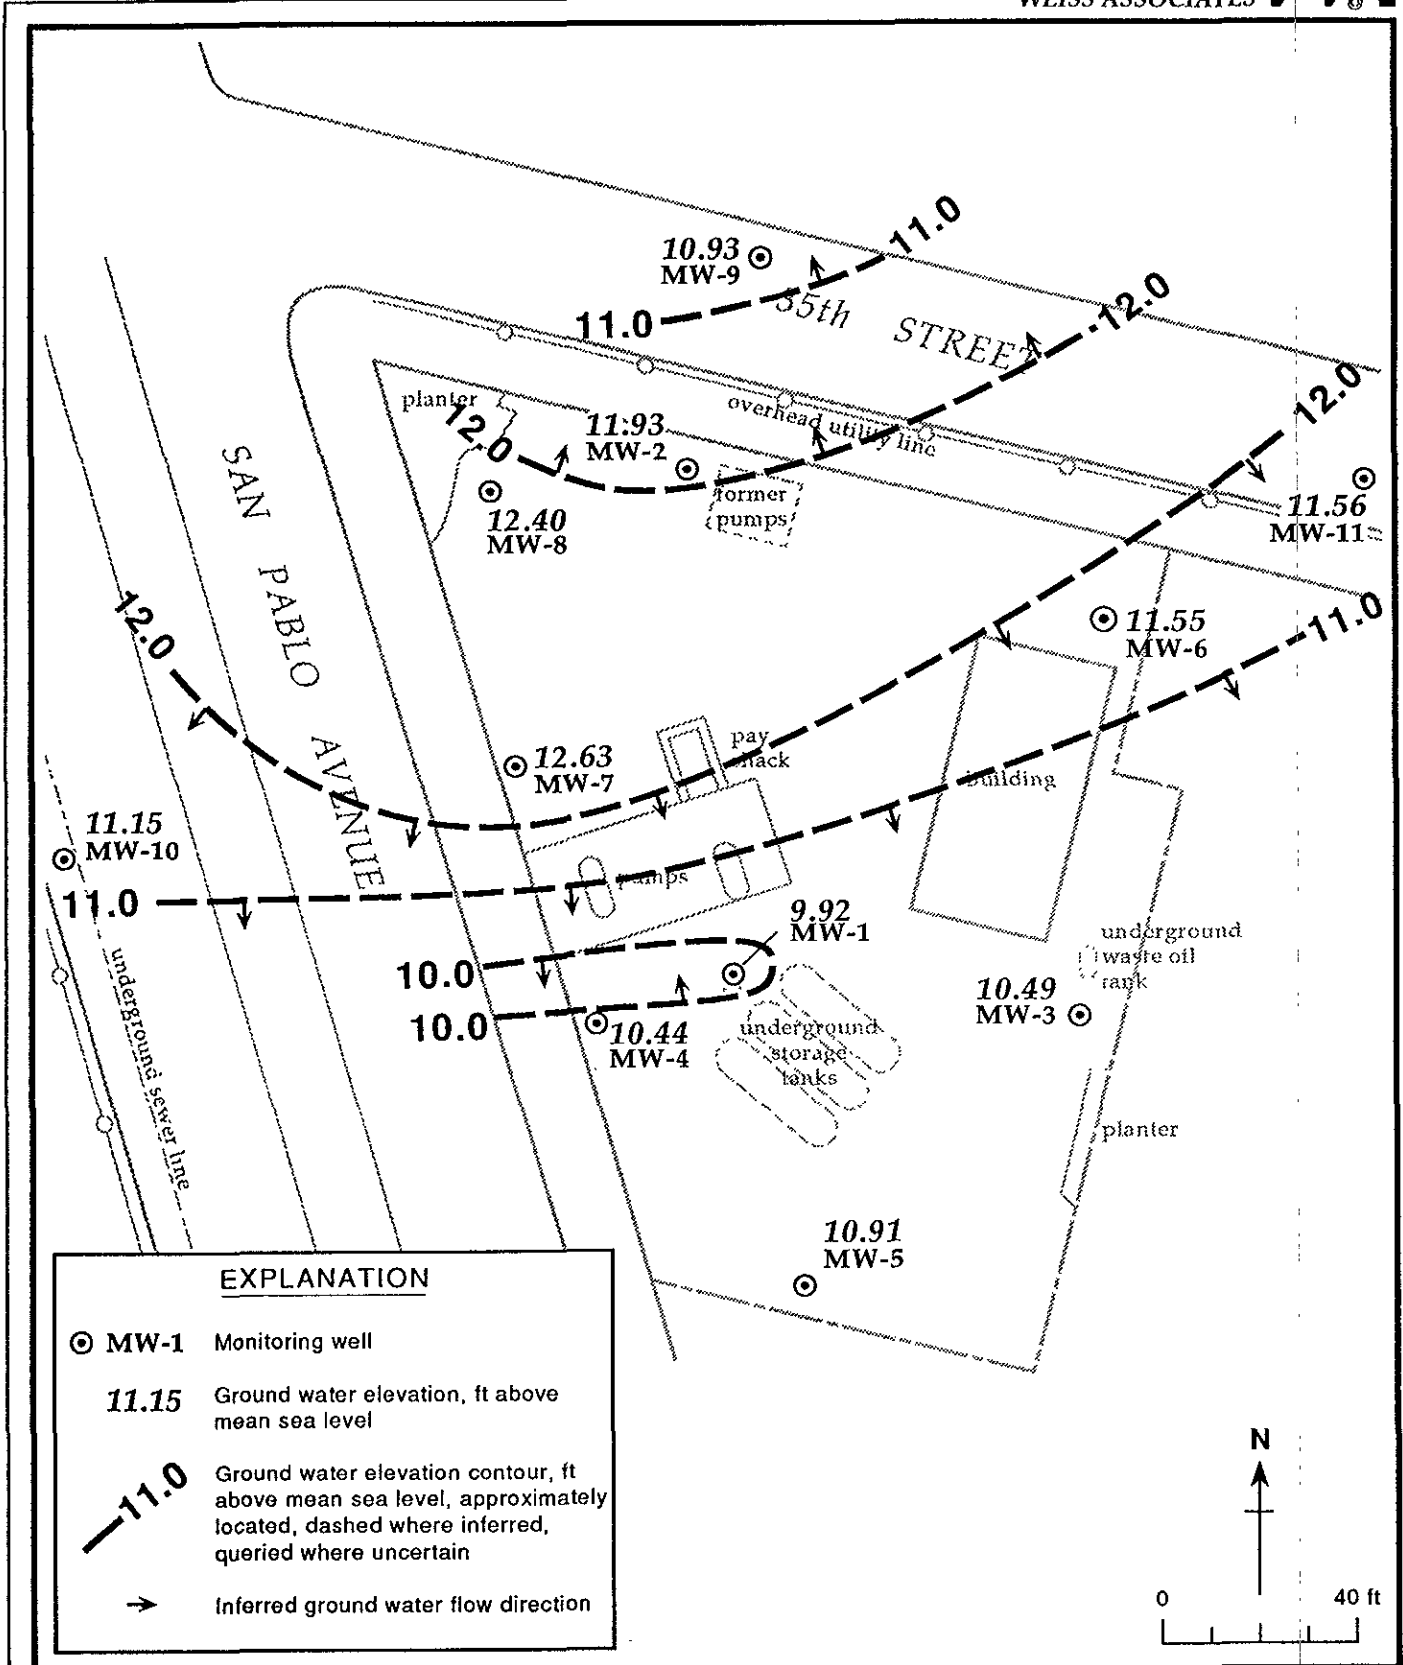 WEISS ASSOCIATES
11.0
10.93
MW-9
35th STREET
11.0
12.0
planter
12.0
11.93
MW-2
overhead utility line
12.0
former
pumps
12.40
MW-8
11.56
MW-11
SAN PABLO AVENUE
12.0
11.55
MW-6
11.0
pay
shack
12.63
MW-7
building
11.15
MW-10
11.0
pumps
9.92
MW-1
underground
waste oil
tank
10.0
10.49
MW-3
10.0
10.44
MW-4
underground
storage
tanks
underground sewer line
planter
10.91
MW-5
EXPLANATION
MW-1 Monitoring well
11.15 Ground water elevation, ft above
mean sea level
11.0 Ground water elevation contour, ft
above mean sea level, approximately
located, dashed where inferred,
queried where uncertain
Inferred ground water flow direction
N
0 40 ft